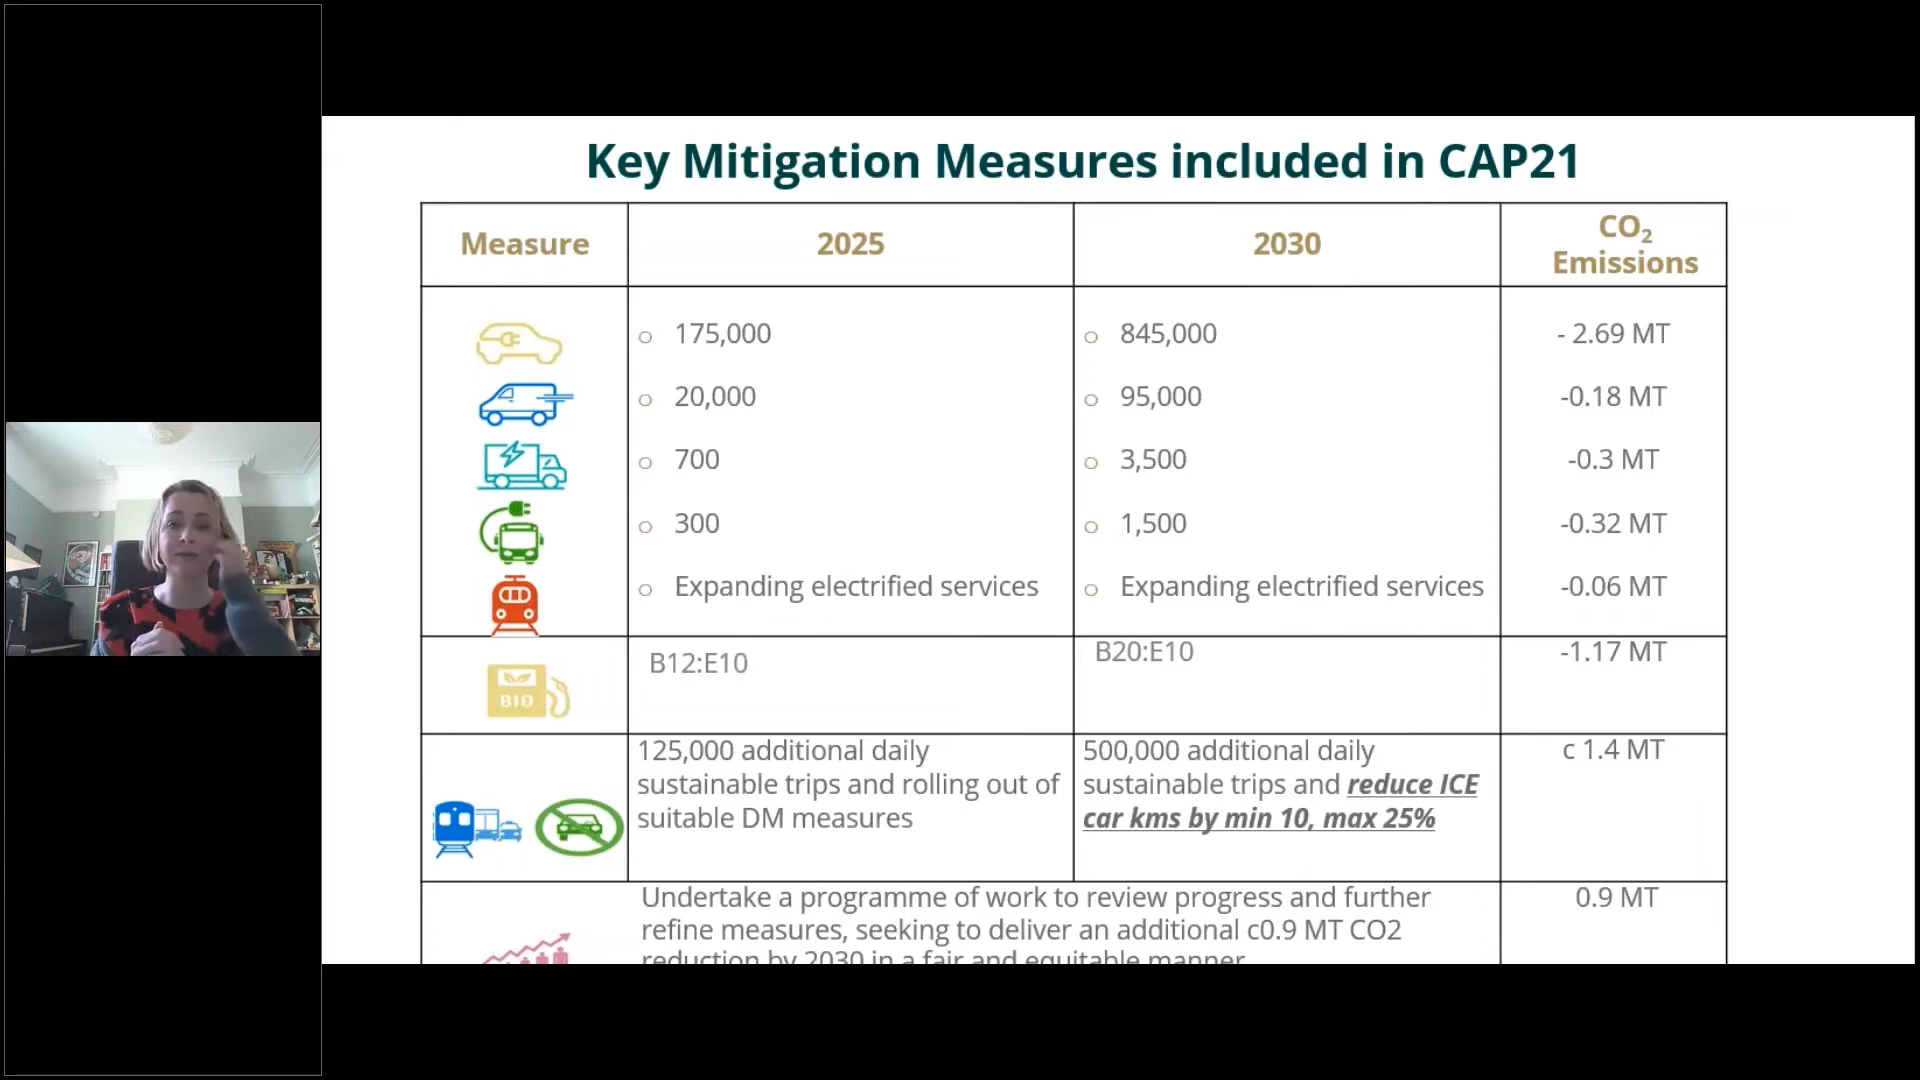 Key Mitigation Measures included in CAP21
Measure 2025 2030 CO₂
Emissions
o 175,000 o 845,000 - 2.69 MT
o 20,000 o 95,000 -0.18 MT
o 700 o 3,500 -0.3 MT
o 300 o 1,500 -0.32 MT
o Expanding electrified services o Expanding electrified services -0.06 MT
BIO
B12:E10 B20:E10 -1.17 MT
125,000 additional daily
sustainable trips and rolling out of
suitable DM measures
500,000 additional daily
sustainable trips and reduce ICE
car kms by min 10, max 25%
c 1.4 MT
Undertake a programme of work to review progress and further
refine measures, seeking to deliver an additional c0.9 MT CO2
reduction by 2030 in a fair and equitable manner
0.9 MT